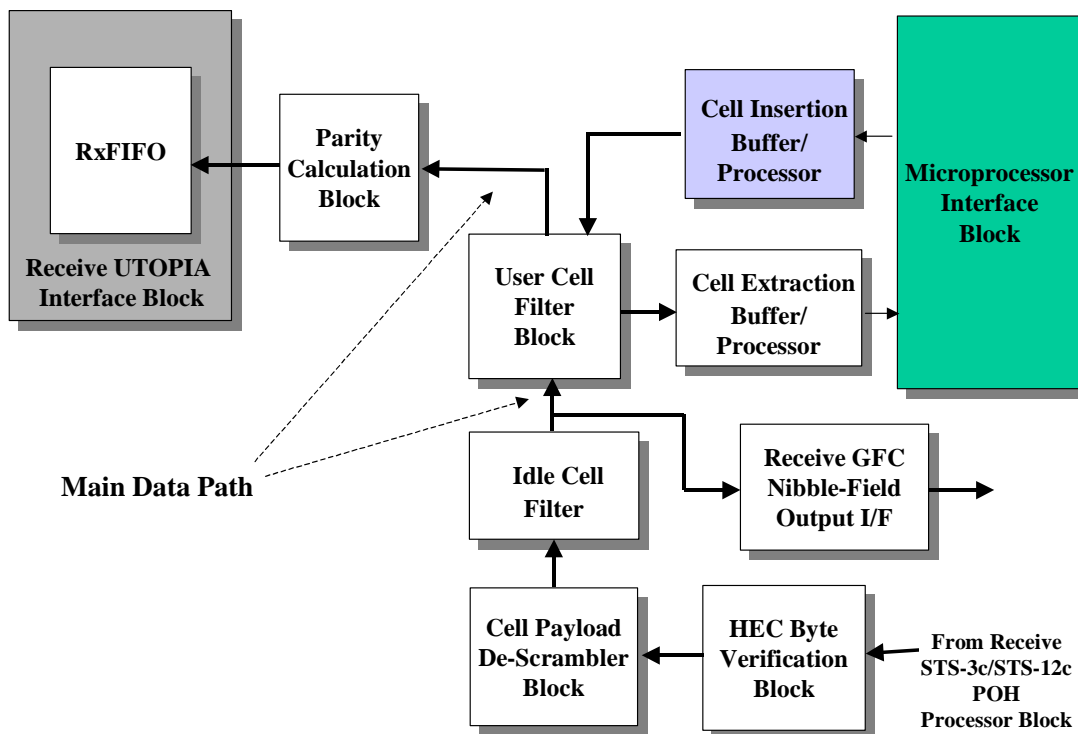 RxFIFO
Receive UTOPIA
Interface Block
Parity
Calculation
Block
Cell Insertion
Buffer/
Processor
Microprocessor
Interface
Block
User Cell
Filter
Block
Cell Extraction
Buffer/
Processor
Main Data Path
Idle Cell
Filter
Receive GFC
Nibble-Field
Output I/F
Cell Payload
De-Scrambler
Block
HEC Byte
Verification
Block
From Receive
STS-3c/STS-12c
POH
Processor Block